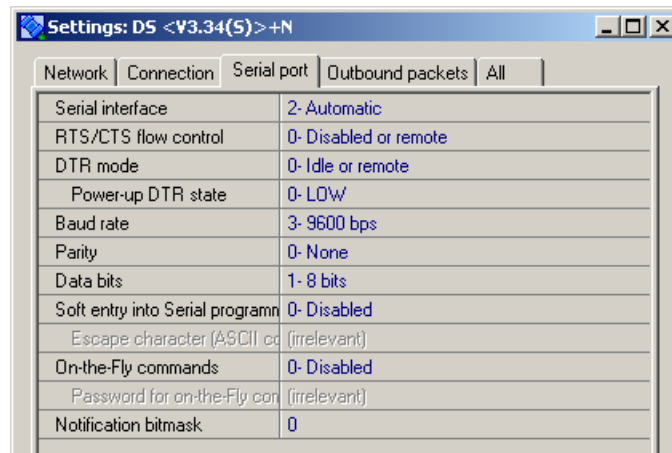 Settings: DS <V3.34(S)>+N
Network Connection Serial port Outbound packets All
Serial interface 2- Automatic
RTS/CTS flow control 0- Disabled or remote
DTR mode 0- Idle or remote
Power-up DTR state 0- LOW
Baud rate 3- 9600 bps
Parity 0- None
Data bits 1- 8 bits
Soft entry into Serial programm 0- Disabled
Escape character (ASCII co (irrelevant)
On-the-Fly commands 0- Disabled
Password for on-the-Fly con (irrelevant)
Notification bitmask 0